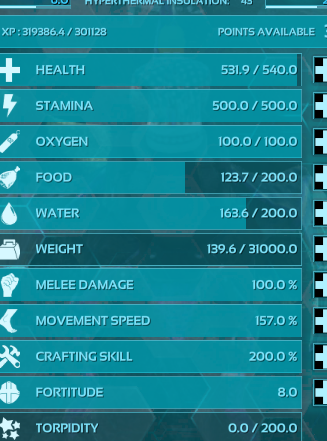 0.0 HYPERTHERMAL INSULATION: 43
XP : 319386.4 / 301128 POINTS AVAILABLE
HEALTH 531.9 / 540.0
STAMINA 500.0 / 500.0
OXYGEN 100.0 / 100.0
FOOD 123.7 / 200.0
WATER 163.6 / 200.0
WEIGHT 139.6 / 31000.0
MELEE DAMAGE 100.0 %
MOVEMENT SPEED 157.0 %
CRAFTING SKILL 200.0 %
FORTITUDE 8.0
TORPIDITY 0.0 / 200.0